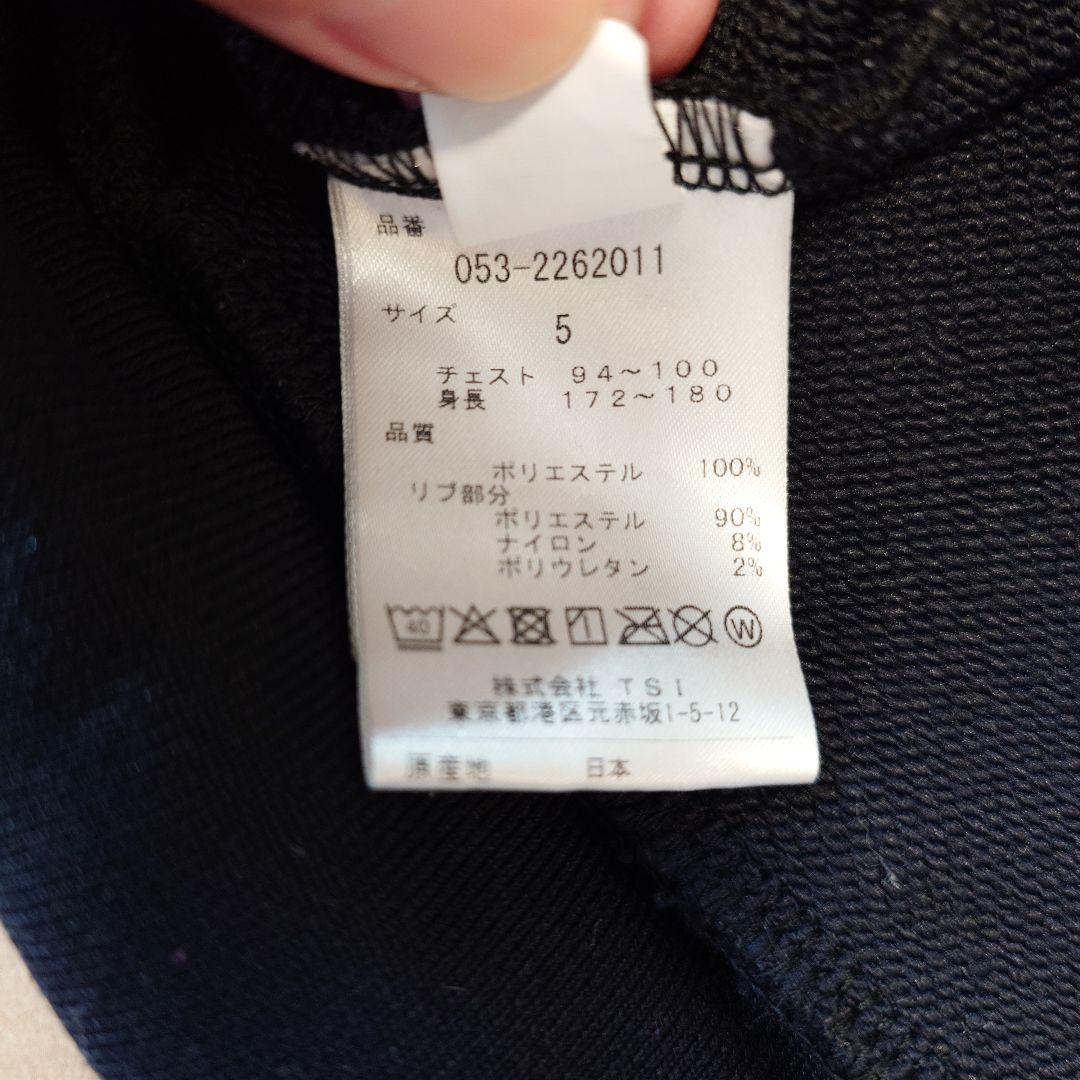 品番
053-2262011
サイズ
5
チェスト 94～100
身長 172～180
品質
ポリエステル 100%
リブ部分
ポリエステル 90%
ナイロン 8%
ポリウレタン 2%
40 1 W
株式会社 TSI
東京都港区元赤坂1-5-12
原産地 日本